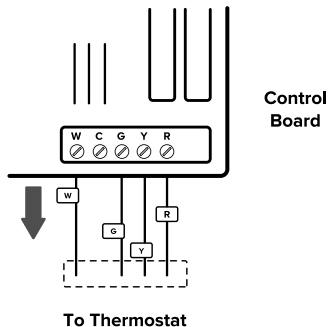 Control
Board
W C G Y R
W
R
G
Y
To Thermostat